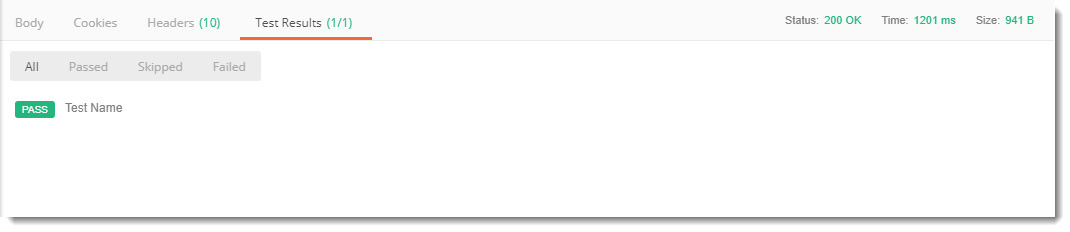 Body Cookies Headers (10) Test Results (1/1) Status: 200 OK Time: 1201 ms Size: 941 B
All Passed Skipped Failed
PASS Test Name